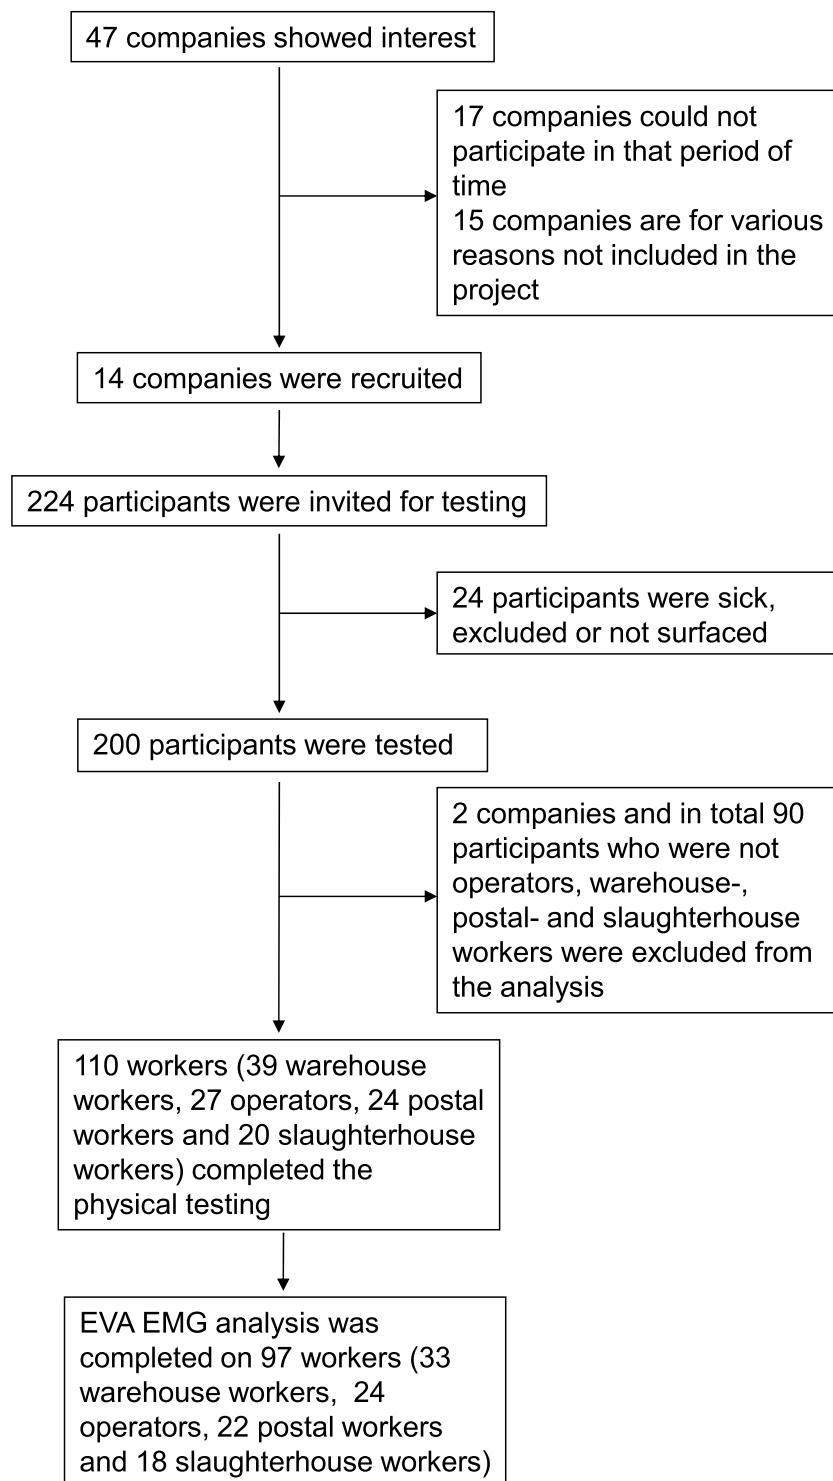 47 companies showed interest
17 companies could not
participate in that period of
time
15 companies are for various
reasons not included in the
project
14 companies were recruited
224 participants were invited for testing
24 participants were sick,
excluded or not surfaced
200 participants were tested
2 companies and in total 90
participants who were not
operators, warehouse-,
postal- and slaughterhouse
workers were excluded from
the analysis
110 workers (39 warehouse
workers, 27 operators, 24 postal
workers and 20 slaughterhouse
workers) completed the
physical testing
EVA EMG analysis was
completed on 97 workers (33
warehouse workers,  24
operators, 22 postal workers
and 18 slaughterhouse workers)